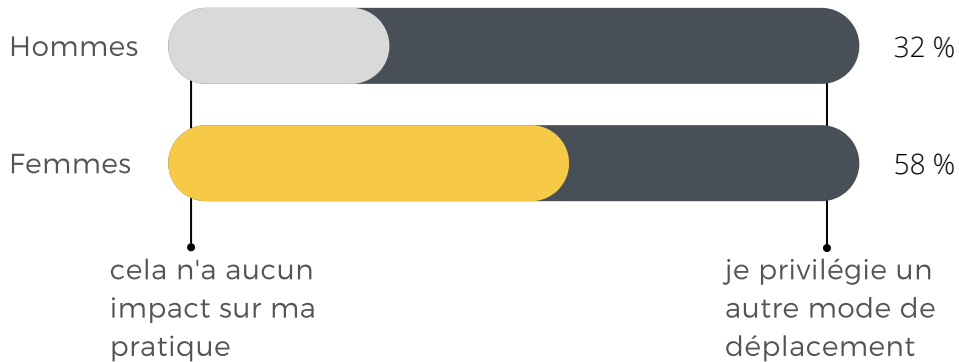 Hommes 32 %
Femmes 58 %
cela n'a aucun
impact sur ma
pratique
je privilégie un
autre mode de
déplacement